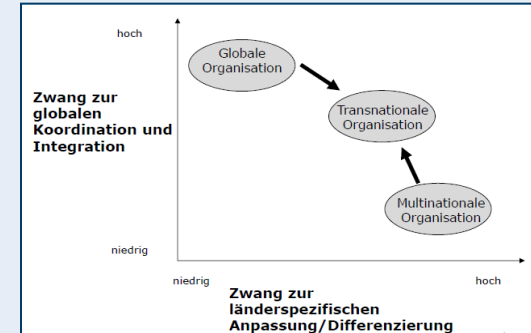 hoch
Globale
Organisation
Zwang zur
globalen
Koordination und
Integration
Transnationale
Organisation
Multinationale
Organisation
niedrig
niedrig
hoch
Zwang zur
länderspezifischen
Anpassung/Differenzierung